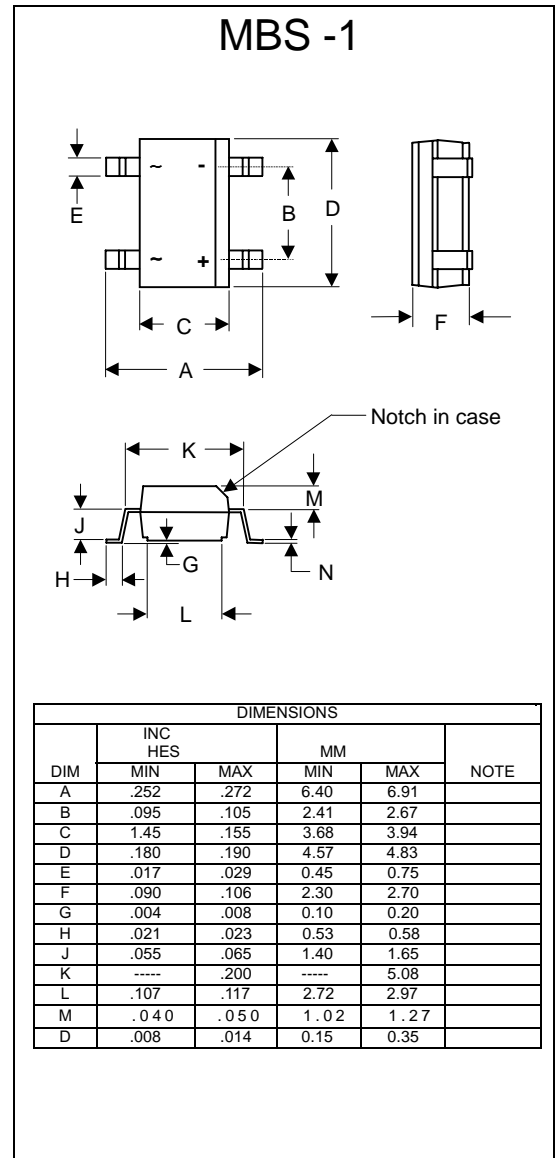 MBS -1
~ -
E
B
D
~ +
C
F
A
Notch in case
K
M
J
G
N
H
L
DIMENSIONS
INC
HES MM
DIM MIN MAX MIN MAX NOTE
A .252 .272 6.40 6.91
B .095 .105 2.41 2.67
C 1.45 .155 3.68 3.94
D .180 .190 4.57 4.83
E .017 .029 0.45 0.75
F .090 .106 2.30 2.70
G .004 .008 0.10 0.20
H .021 .023 0.53 0.58
J .055 .065 1.40 1.65
K ----- .200 ----- 5.08
L .107 .117 2.72 2.97
M .040 .050 1.02 1.27
D .008 .014 0.15 0.35